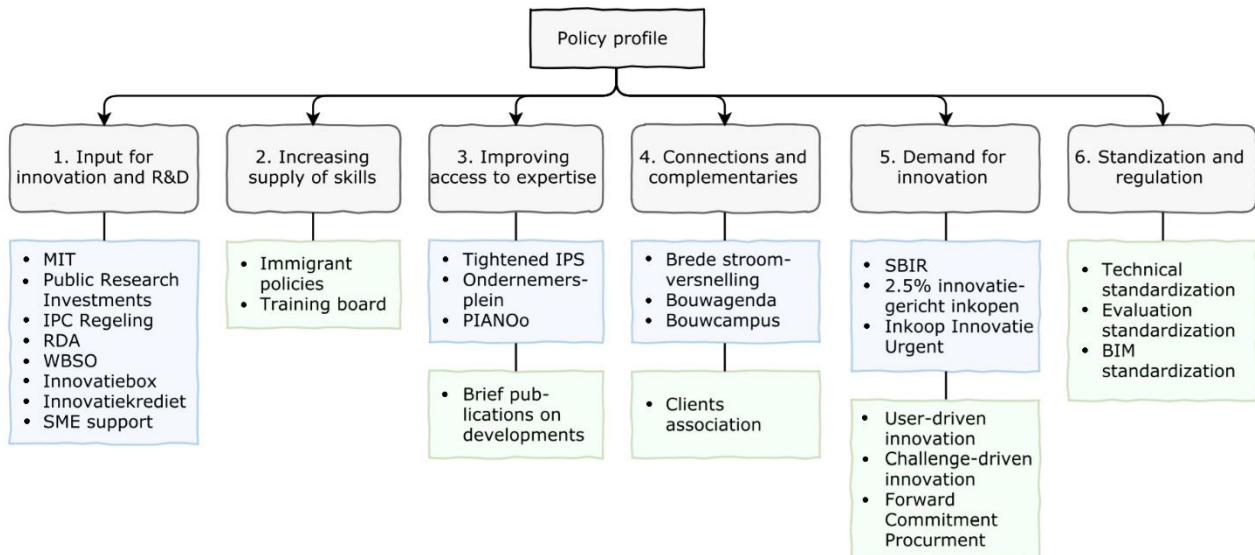 Policy profile
1. Input for
innovation and R&D
2. Increasing
supply of skills
3. Improving
access to expertise
4. Connections and
complementaries
5. Demand for
innovation
6. Standization and
regulation
• MIT
• Public Research
Investments
• IPC Regeling
• RDA
• WBSO
• Innovatiebox
• Innovatiekrediet
• SME support
• Immigrant
policies
• Training board
• Tightened IPS
• Ondernemers-
plein
• PIANOo
• Brief pub-
lications on
developments
• Brede stroom-
versnelling
• Bouwagenda
• Bouwcampus
• Clients
association
• SBIR
• 2.5% innovatie-
gericht inkopen
• Inkoop Innovatie
Urgent
• User-driven
innovation
• Challenge-driven
innovation
• Forward
Commitment
Procurment
• Technical
standardization
• Evaluation
standardization
• BIM
standardization